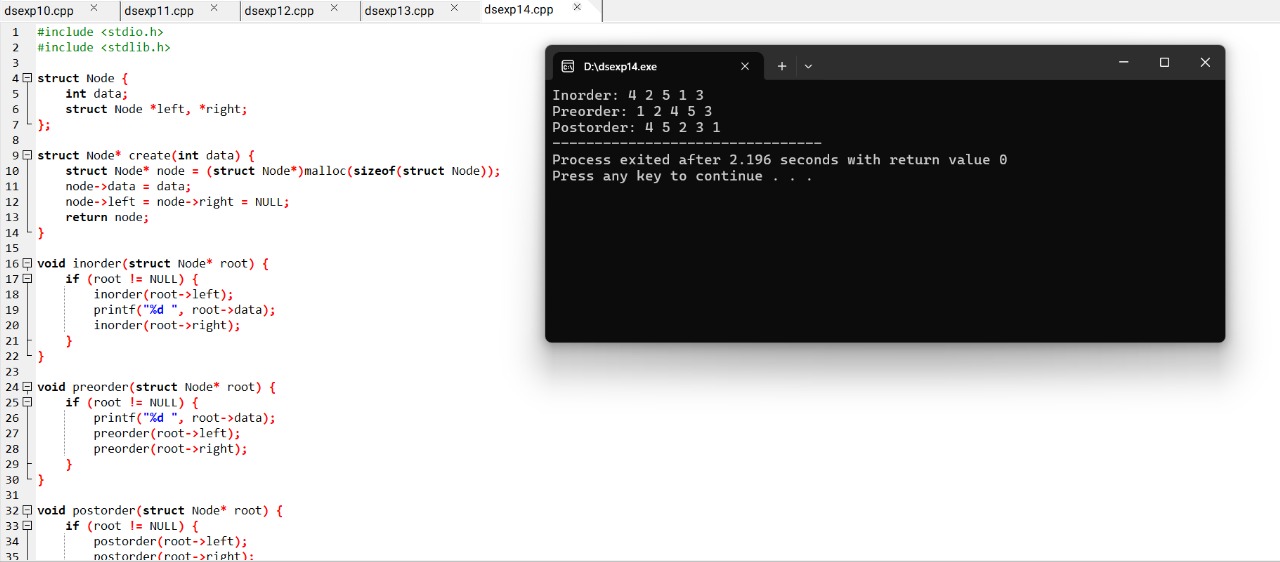 dsexp10.cpp × dsexp11.cpp × dsexp12.cpp × dsexp13.cpp × dsexp14.cpp ×
1 #include <stdio.h>
2 #include <stdlib.h>
3
4 struct Node {
5 int data;
6 struct Node *left, *right;
7 };
8
9 struct Node* create(int data) {
10 struct Node* node = (struct Node*)malloc(sizeof(struct Node));
11 node->data = data;
12 node->left = node->right = NULL;
13 return node;
14 }
15
16 void inorder(struct Node* root) {
17 if (root != NULL) {
18 inorder(root->left);
19 printf("%d ", root->data);
20 inorder(root->right);
21 }
22 }
23
24 void preorder(struct Node* root) {
25 if (root != NULL) {
26 printf("%d ", root->data);
27 preorder(root->left);
28 preorder(root->right);
29 }
30 }
31
32 void postorder(struct Node* root) {
33 if (root != NULL) {
34 postorder(root->left);
35 postorder(root->right);
D:\dsexp14.exe
Inorder: 4 2 5 1 3
Preorder: 1 2 4 5 3
Postorder: 4 5 2 3 1
--------------------------------
Process exited after 2.196 seconds with return value 0
Press any key to continue . . .